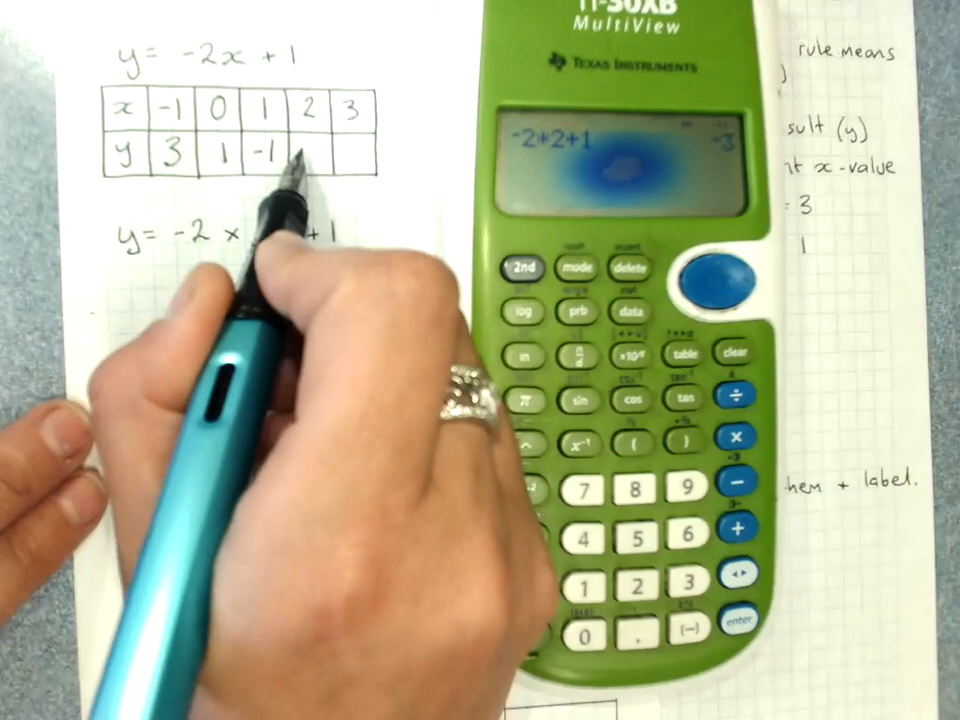 y = -2x + 1
x -1 0 1 2 3
y 3 1 -1
y = -2 × +1
TI-30XB
MultiView
TEXAS INSTRUMENTS
-2*2+1
-3
2nd mode delete
log prb data
ln ×10ⁿ table clear
π sin cos tan ÷
^ x⁻¹ ( ) ×
7 8 9 −
4 5 6 +
1 2 3 ◄►
0 . (−) enter
rule means
)
sult (y)
x-value
= 3
1
hem + label.